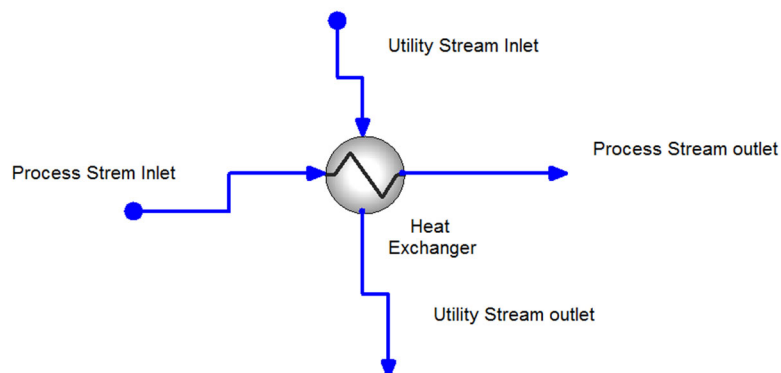 Utility Stream Inlet
Process Stream outlet
Process Strem Inlet
Heat
Exchanger
Utility Stream outlet